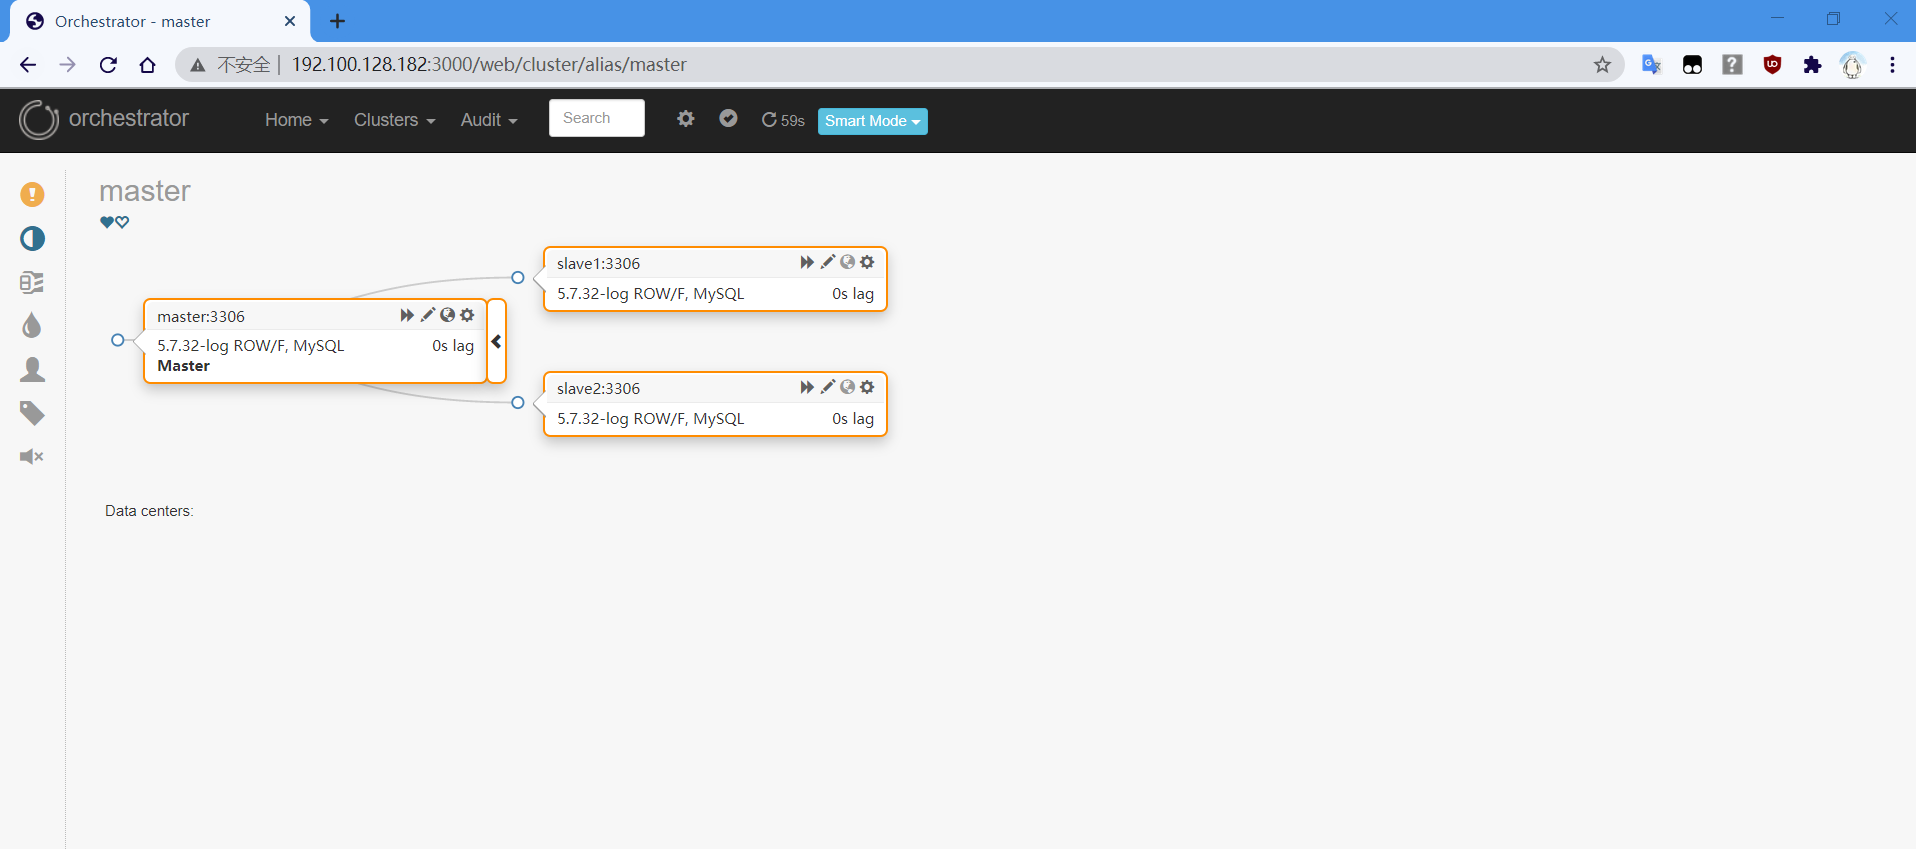 Orchestrator - master
不安全 | 192.100.128.182:3000/web/cluster/alias/master
orchestrator Home Clusters Audit Search 59s Smart Mode
master
slave1:3306
5.7.32-log ROW/F, MySQL 0s lag
master:3306
5.7.32-log ROW/F, MySQL 0s lag
Master
slave2:3306
5.7.32-log ROW/F, MySQL 0s lag
Data centers: